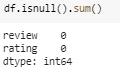 df.isnull().sum()
review    0
rating    0
dtype: int64